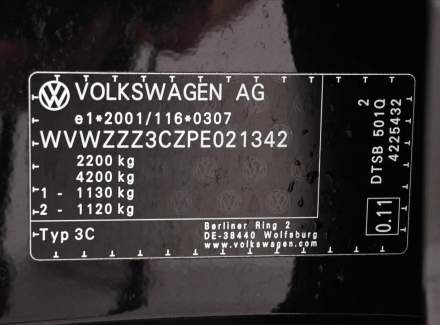 VOLKSWAGEN AG
e1*2001/116*0307
WVWZZZ3CZPE021342
2200 kg
4200 kg
1 - 1130 kg
2 - 1120 kg
Typ 3C
Berliner Ring 2
DE-38440 Wolfsburg
www.volkswagen.com
DTSB 501Q 2
4225432
0.11